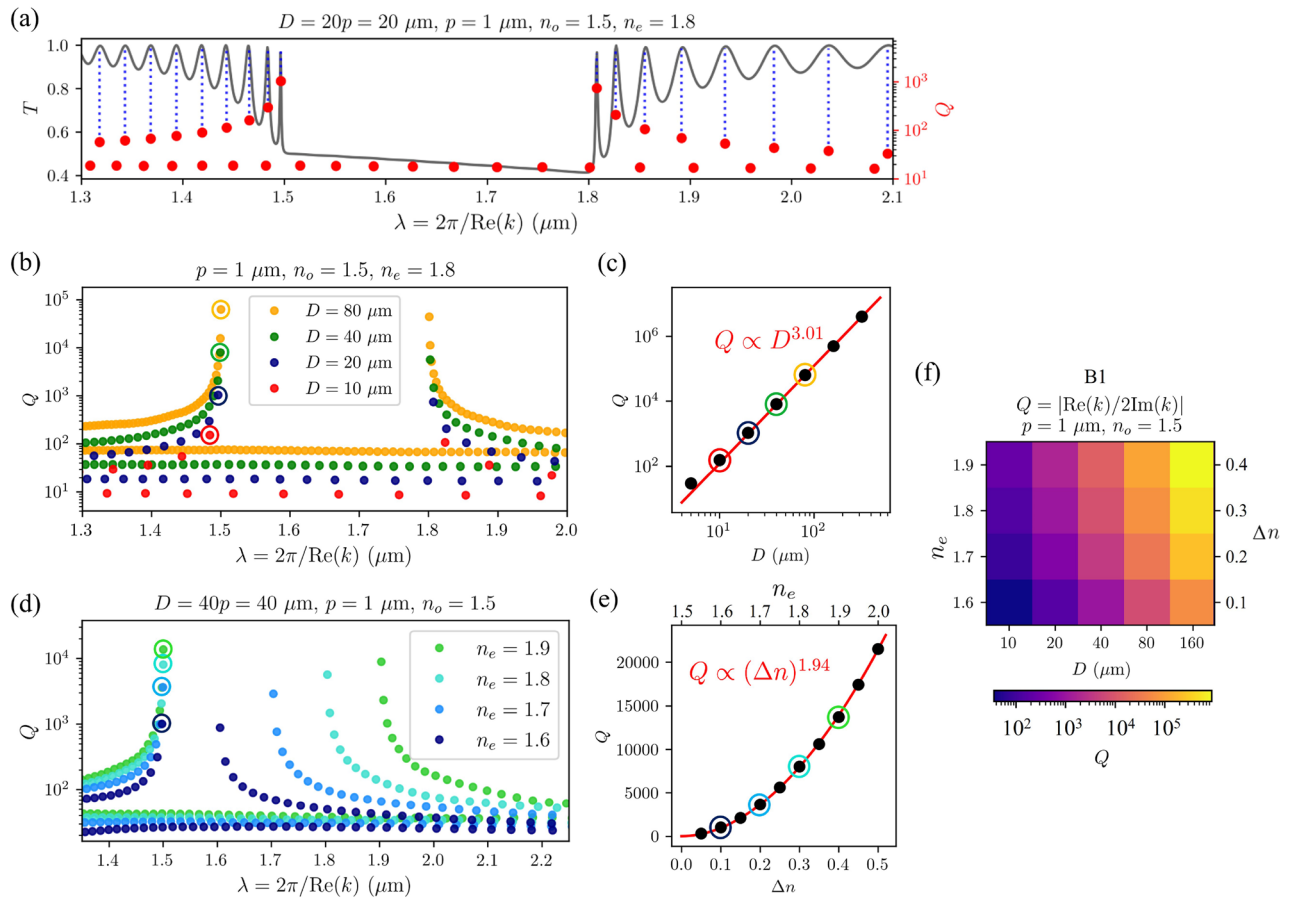 (a)
D = 20p = 20 μm, p = 1 μm, n_o = 1.5, n_e = 1.8
1.0
0.8
0.6
0.4
T
10^3
10^2
10^1
Q
1.3 1.4 1.5 1.6 1.7 1.8 1.9 2.0 2.1
λ = 2π/Re(k) (μm)
(b)
p = 1 μm, n_o = 1.5, n_e = 1.8
10^5
10^4
10^3
10^2
10^1
Q
D = 80 μm
D = 40 μm
D = 20 μm
D = 10 μm
1.3 1.4 1.5 1.6 1.7 1.8 1.9 2.0
λ = 2π/Re(k) (μm)
(c)
Q ∝ D^3.01
10^6
10^4
10^2
Q
10^1 10^2
D (μm)
(d)
D = 40p = 40 μm, p = 1 μm, n_o = 1.5
10^4
10^3
10^2
Q
n_e = 1.9
n_e = 1.8
n_e = 1.7
n_e = 1.6
1.4 1.5 1.6 1.7 1.8 1.9 2.0 2.1 2.2
λ = 2π/Re(k) (μm)
(e)
n_e
1.5 1.6 1.7 1.8 1.9 2.0
Q ∝ (Δn)^1.94
20000
15000
10000
5000
0
Q
0.0 0.1 0.2 0.3 0.4 0.5
Δn
(f)
B1
Q = |Re(k)/2Im(k)|
p = 1 μm, n_o = 1.5
1.9
1.8
1.7
1.6
n_e
0.4
0.3
0.2
0.1
Δn
10 20 40 80 160
D (μm)
10^2 10^3 10^4 10^5
Q